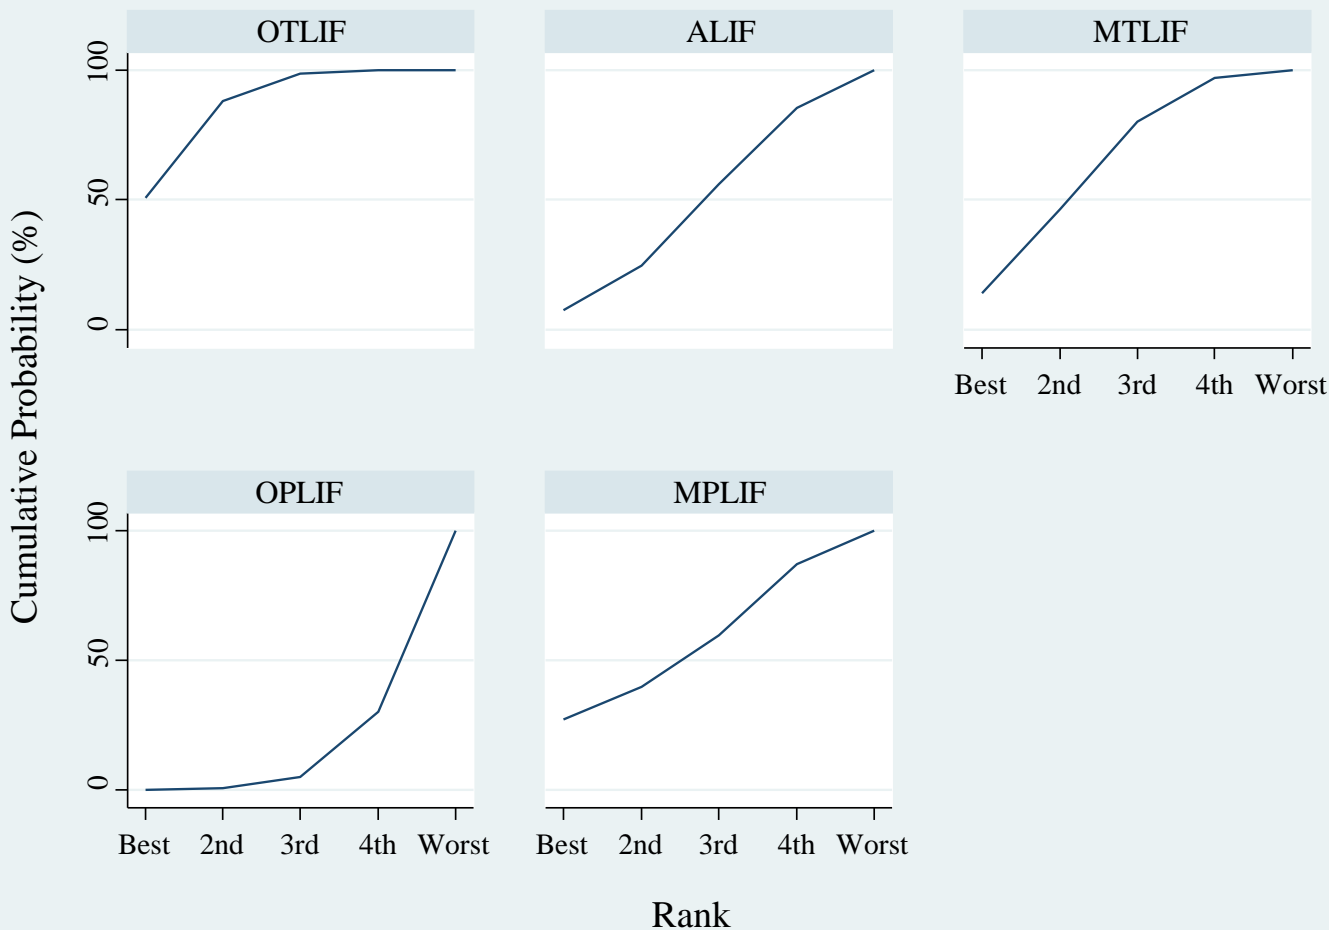 OTLIF
ALIF
MTLIF
100
50
0
Best 2nd 3rd 4th Worst
Cumulative Probability (%)
OPLIF
MPLIF
100
50
0
Best 2nd 3rd 4th Worst
Best 2nd 3rd 4th Worst
Rank